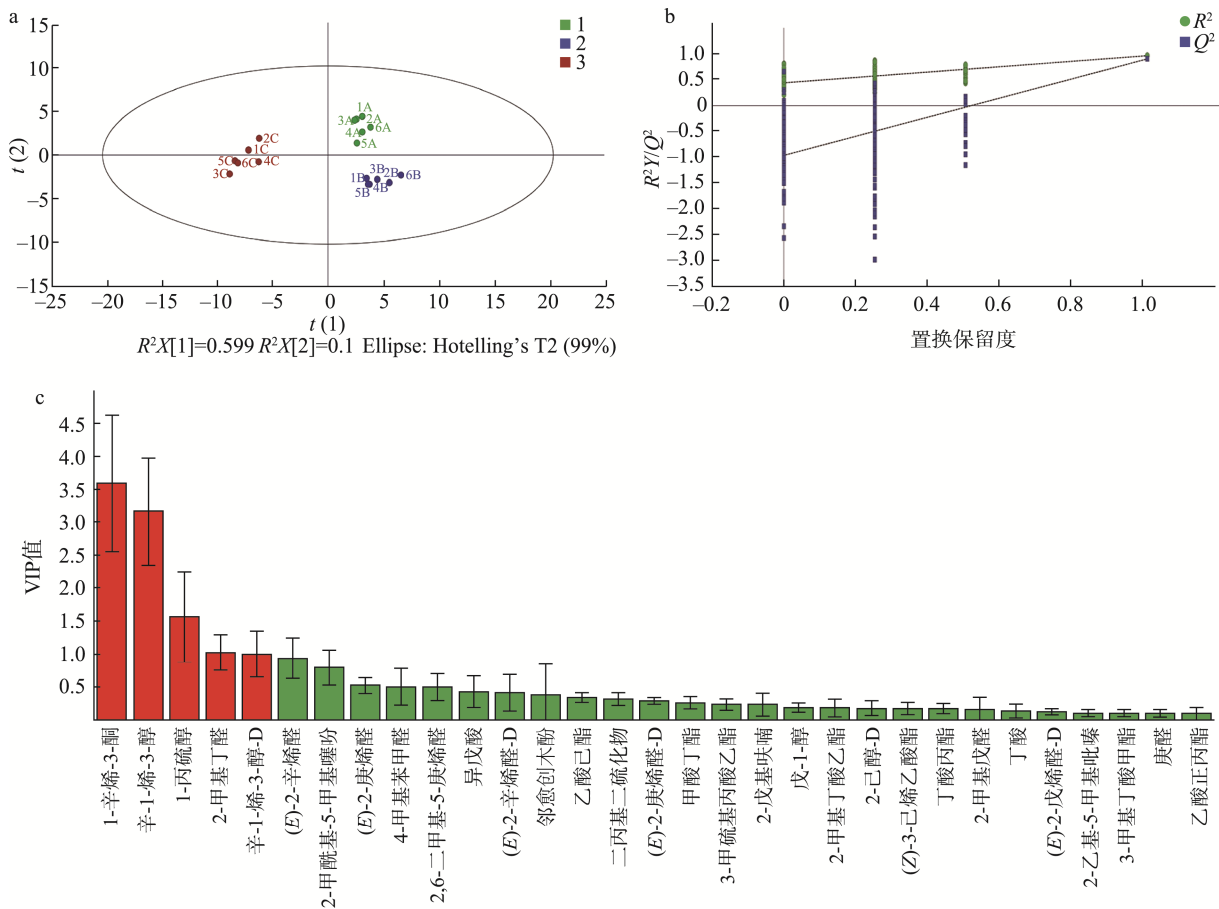 a
15
10
5
0
−5
−10
−15
t (2)
−25
−20
−15
−10
−5
0
5
10
15
20
25
t (1)
1
2
3
1A
3A
2A
6A
4A
5A
2C
1C
5C
6C
4C
3C
3B
1B
2B
6B
5B
4B
R²X[1]=0.599 R²X[2]=0.1 Ellipse: Hotelling's T2 (99%)
b
R²
Q²
1.0
0.5
0
−0.5
−1.0
−1.5
−2.0
−2.5
−3.0
−3.5
R²Y/Q²
−0.2
0
0.2
0.4
0.6
0.8
1.0
置换保留度
c
4.5
4.0
3.5
3.0
2.5
2.0
1.5
1.0
0.5
VIP值
1-辛烯-3-酮
辛-1-烯-3-醇
1-丙硫醇
2-甲基丁醛
辛-1-烯-3-醇-D
(E)-2-辛烯醛
2-甲酰基-5-甲基噻吩
(E)-2-庚烯醛
4-甲基苯甲醛
2,6-二甲基-5-庚烯醛
异戊酸
(E)-2-辛烯醛-D
邻愈创木酚
乙酸己酯
二丙基二硫化物
(E)-2-庚烯醛-D
甲酸丁酯
3-甲硫基丙酸乙酯
2-戊基呋喃
戊-1-醇
2-甲基丁酸乙酯
2-己醇-D
(Z)-3-己烯乙酸酯
丁酸丙酯
2-甲基戊醛
丁酸
(E)-2-戊烯醛-D
2-乙基-5-甲基吡嗪
3-甲基丁酸甲酯
庚醛
乙酸正丙酯